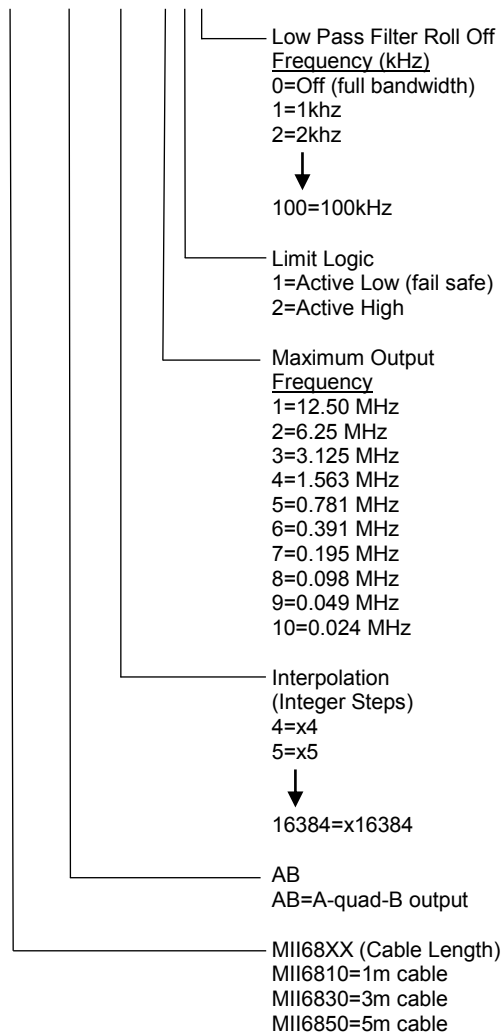 Low Pass Filter Roll Off
Frequency (kHz)
0=Off (full bandwidth)
1=1khz
2=2khz
100=100kHz
Limit Logic
1=Active Low (fail safe)
2=Active High
Maximum Output
Frequency
1=12.50 MHz
2=6.25 MHz
3=3.125 MHz
4=1.563 MHz
5=0.781 MHz
6=0.391 MHz
7=0.195 MHz
8=0.098 MHz
9=0.049 MHz
10=0.024 MHz
Interpolation
(Integer Steps)
4=x4
5=x5
16384=x16384
AB
AB=A-quad-B output
MII68XX (Cable Length)
MII6810=1m cable
MII6830=3m cable
MII6850=5m cable